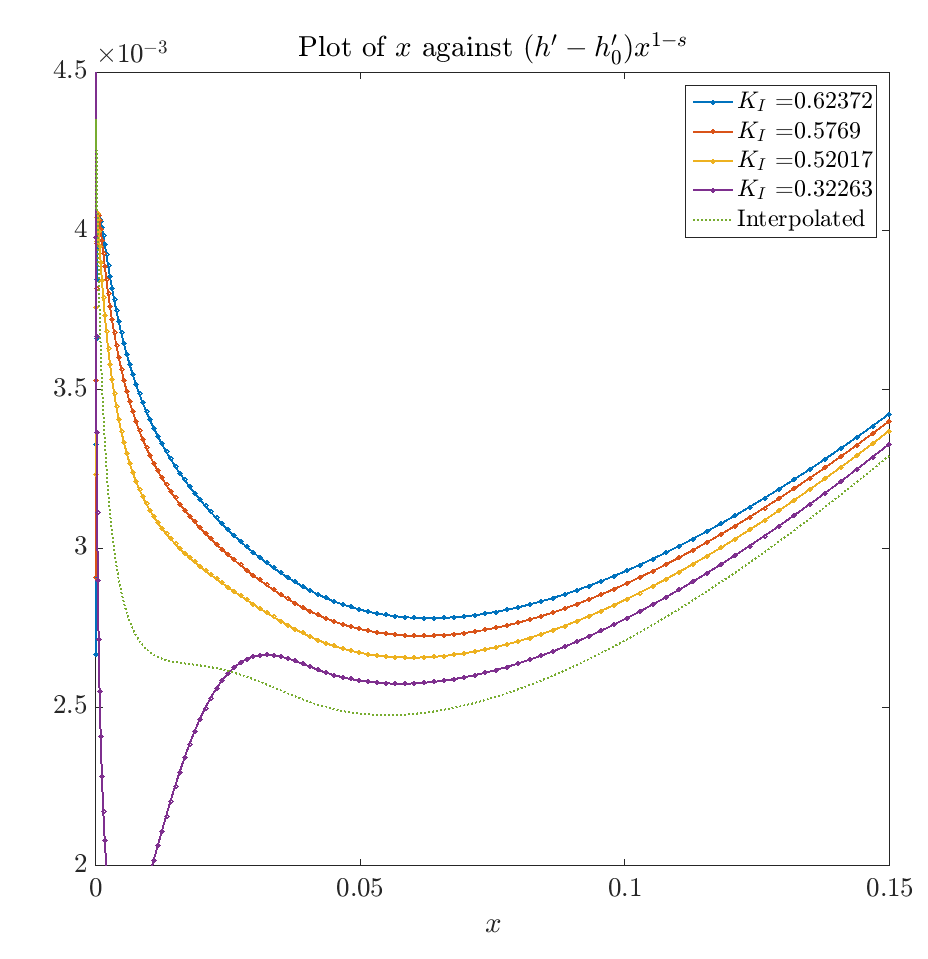 Plot of x against (h′ − h′₀)x¹⁻ˢ
×10⁻³
4.5
4
3.5
3
2.5
2
0
0.05
0.1
0.15
x
K_I =0.62372
K_I =0.5769
K_I =0.52017
K_I =0.32263
Interpolated